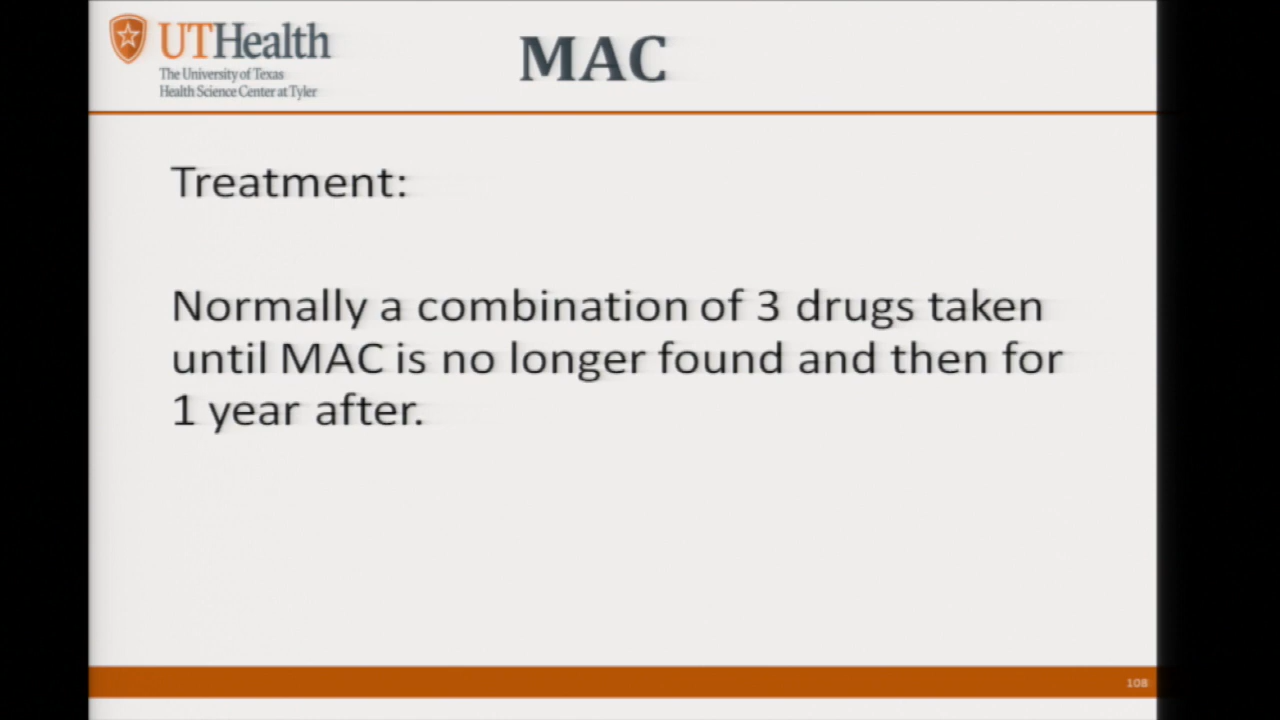 UTHealth
The University of Texas
Health Science Center at Tyler
MAC
Treatment:
Normally a combination of 3 drugs taken
until MAC is no longer found and then for
1 year after.
108